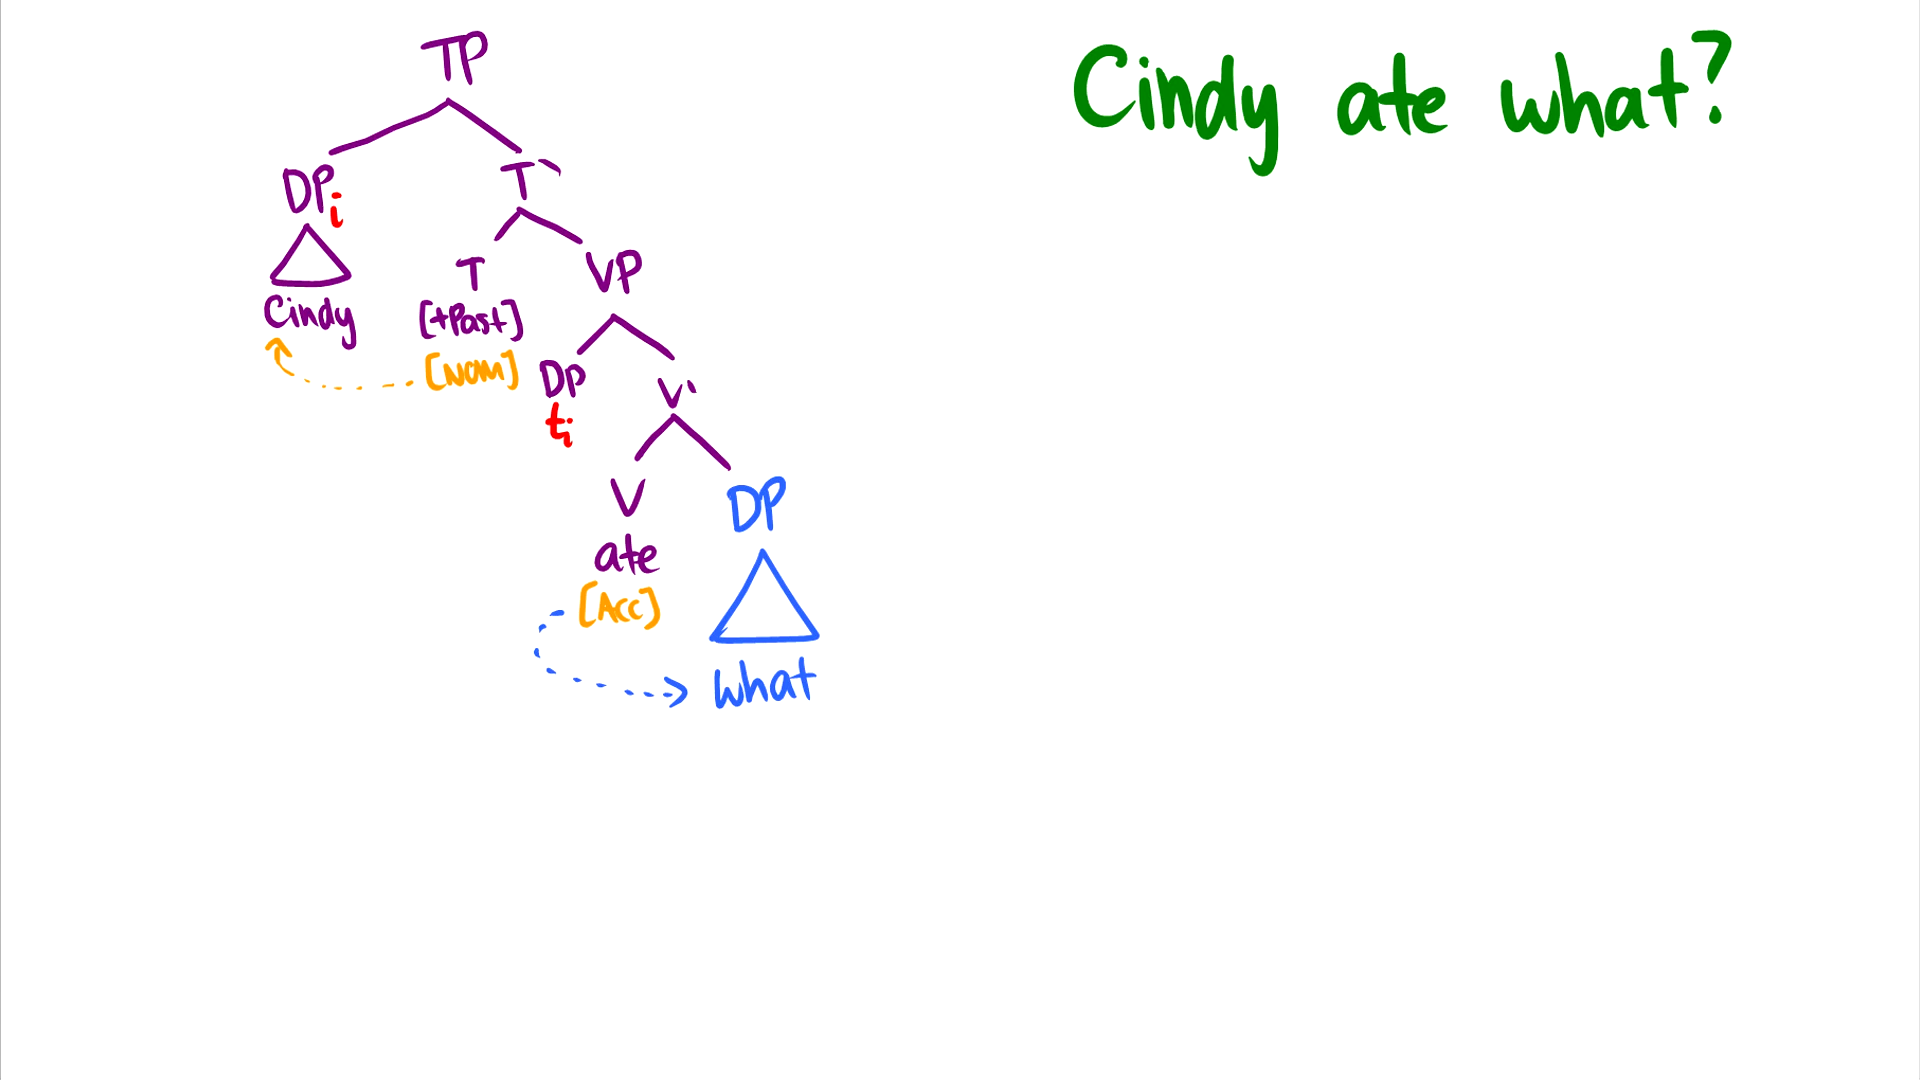 Cindy ate what?
TP
DPi T`
Cindy
T VP
[+Past]
[NOM]
DP V'
ti
V DP
ate
[Acc]
what